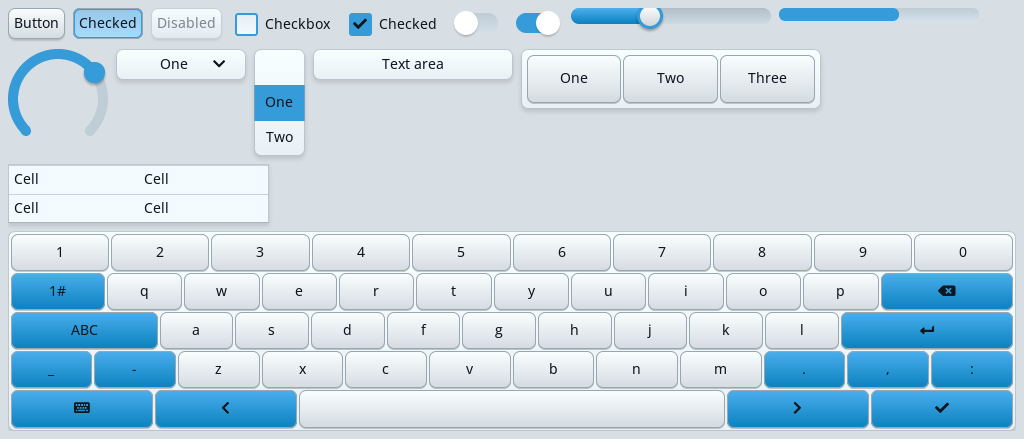 Button Checked Disabled Checkbox Checked
One One Two Text area One Two Three
Cell Cell
Cell Cell
1 2 3 4 5 6 7 8 9 0
1# q w e r t y u i o p
ABC a s d f g h j k l
_ - z x c v b n m . , :